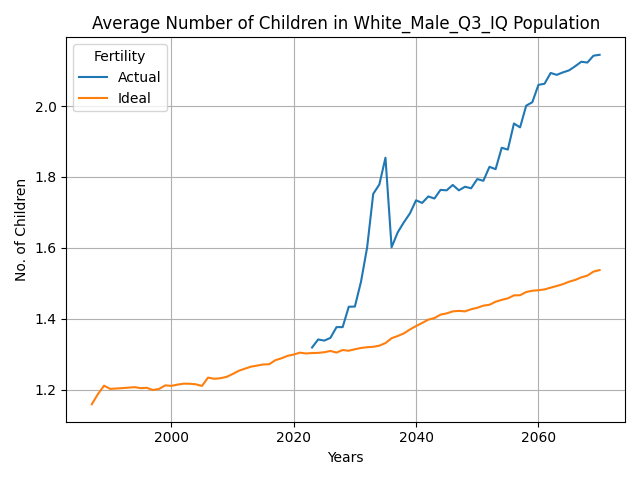 Average Number of Children in White_Male_Q3_IQ Population
Fertility
Actual
Ideal
No. of Children
2.0
1.8
1.6
1.4
1.2
2000
2020
2040
2060
Years